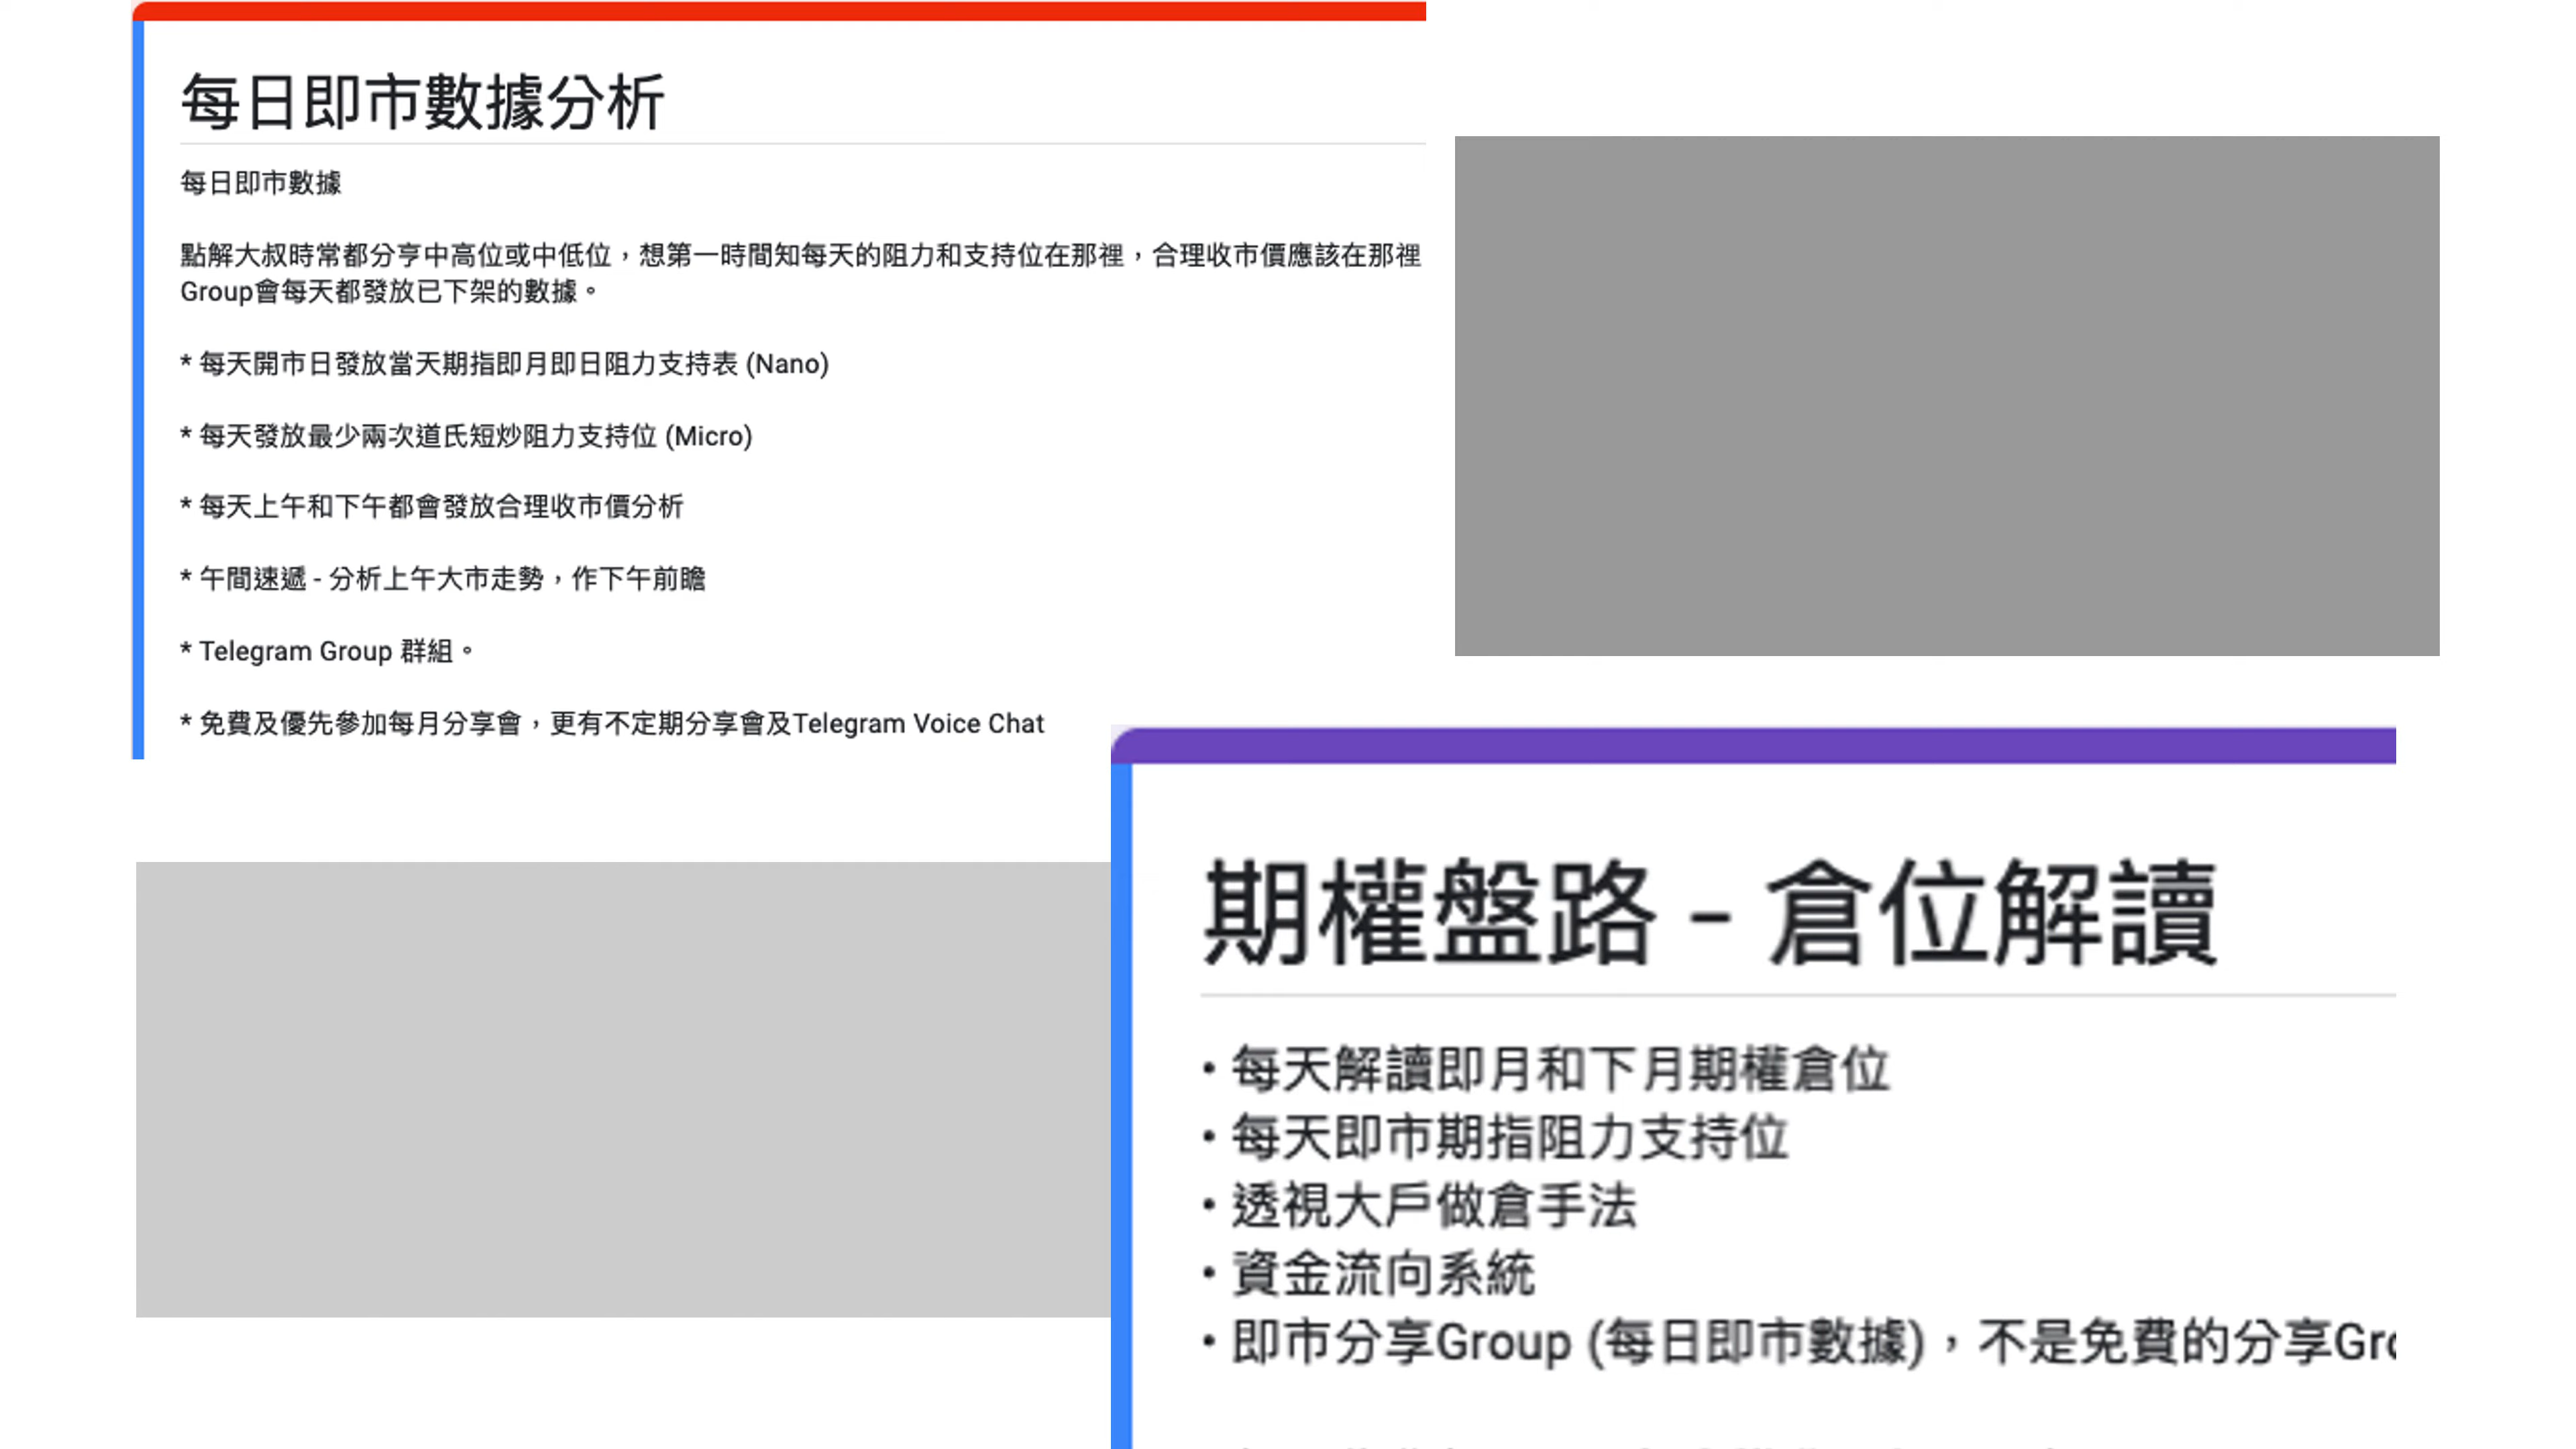 每日即市數據分析
每日即市數據
點解大叔時常都分亨中高位或中低位，想第一時間知每天的阻力和支持位在那裡，合理收市價應該在那裡
Group會每天都發放已下架的數據。
* 每天開市日發放當天期指即月即日阻力支持表 (Nano)
* 每天發放最少兩次道氏短炒阻力支持位 (Micro)
* 每天上午和下午都會發放合理收市價分析
* 午間速遞 - 分析上午大市走勢，作下午前瞻
* Telegram Group 群組。
* 免費及優先參加每月分享會，更有不定期分享會及Telegram Voice Chat
期權盤路 - 倉位解讀
• 每天解讀即月和下月期權倉位
• 每天即市期指阻力支持位
• 透視大戶做倉手法
• 資金流向系統
• 即市分享Group (每日即市數據)，不是免費的分享Gro